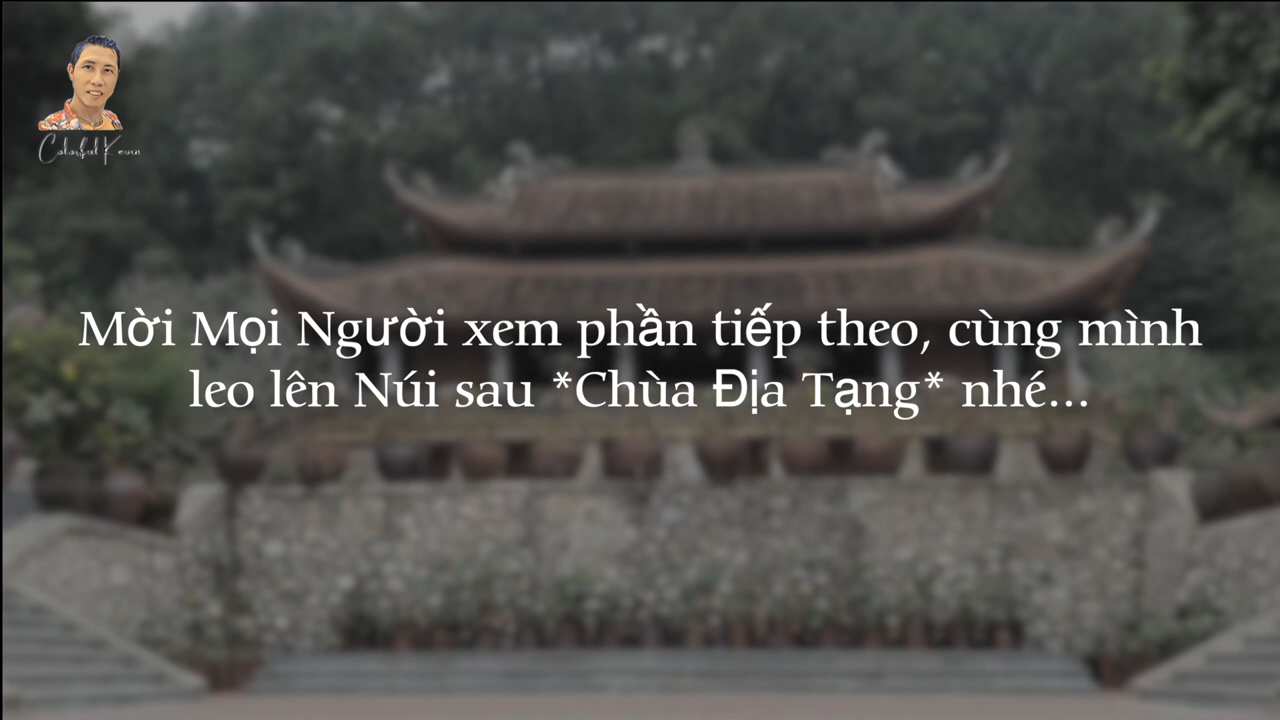 Colorful Kevin
Mời Mọi Người xem phần tiếp theo, cùng mình
leo lên Núi sau *Chùa Địa Tạng* nhé...